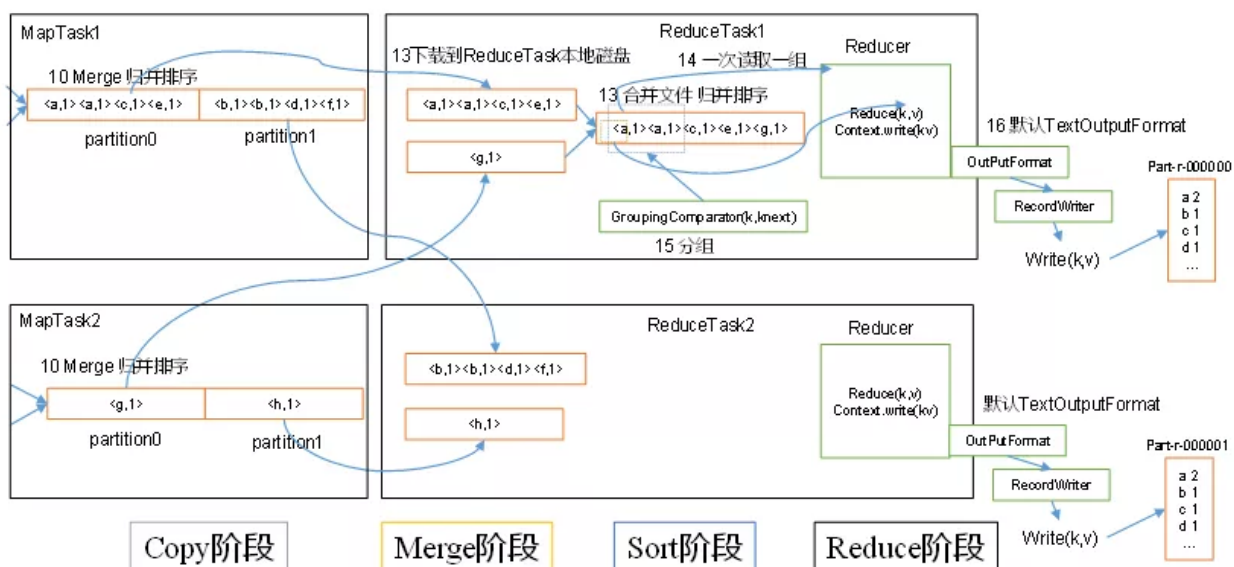 MapTask1
10 Merge 归并排序
<a,1><a,1><c,1><e,1>
<b,1><b,1><d,1><f,1>
partition0
partition1
ReduceTask1
13下载到ReduceTask本地磁盘
14 一次读取一组
Reducer
<a,1><a,1><c,1><e,1>
13 合并文件 归并排序
<a,1><a,1><c,1><e,1><g,1>
<g,1>
Reduce(k,v)
Context.write(kv)
GroupingComparator(k,knext)
15 分组
16 默认TextOutputFormat
OutPutFormat
RecordWriter
Write(k,v)
Part-r-000000
a 2
b 1
c 1
d 1
...
MapTask2
10 Merge 归并排序
<g,1>
<h,1>
partition0
partition1
ReduceTask2
Reducer
<b,1><b,1><d,1><f,1>
<h,1>
Reduce(k,v)
Context.write(kv)
默认TextOutputFormat
OutPutFormat
RecordWriter
Write(k,v)
Part-r-000001
a 2
b 1
c 1
d 1
...
Copy阶段
Merge阶段
Sort阶段
Reduce阶段